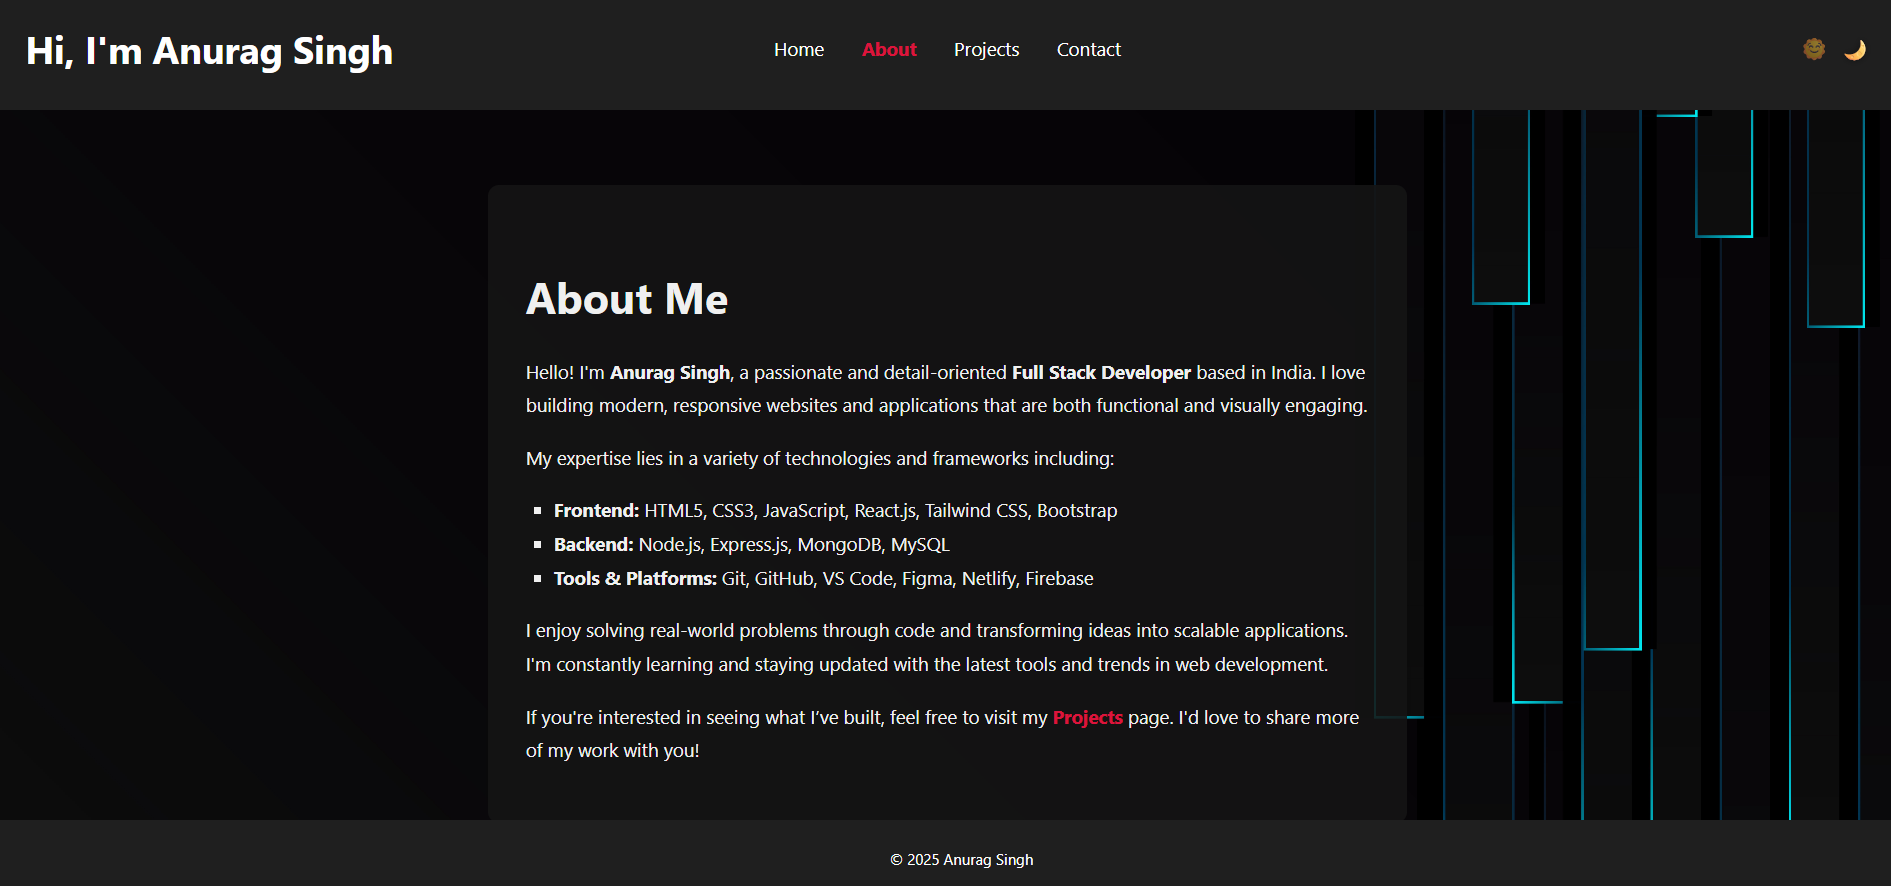 Hi, I'm Anurag Singh
Home About Projects Contact
About Me
Hello! I'm Anurag Singh, a passionate and detail-oriented Full Stack Developer based in India. I love
building modern, responsive websites and applications that are both functional and visually engaging.
My expertise lies in a variety of technologies and frameworks including:
Frontend: HTML5, CSS3, JavaScript, React.js, Tailwind CSS, Bootstrap
Backend: Node.js, Express.js, MongoDB, MySQL
Tools & Platforms: Git, GitHub, VS Code, Figma, Netlify, Firebase
I enjoy solving real-world problems through code and transforming ideas into scalable applications.
I'm constantly learning and staying updated with the latest tools and trends in web development.
If you're interested in seeing what I’ve built, feel free to visit my Projects page. I'd love to share more
of my work with you!
© 2025 Anurag Singh